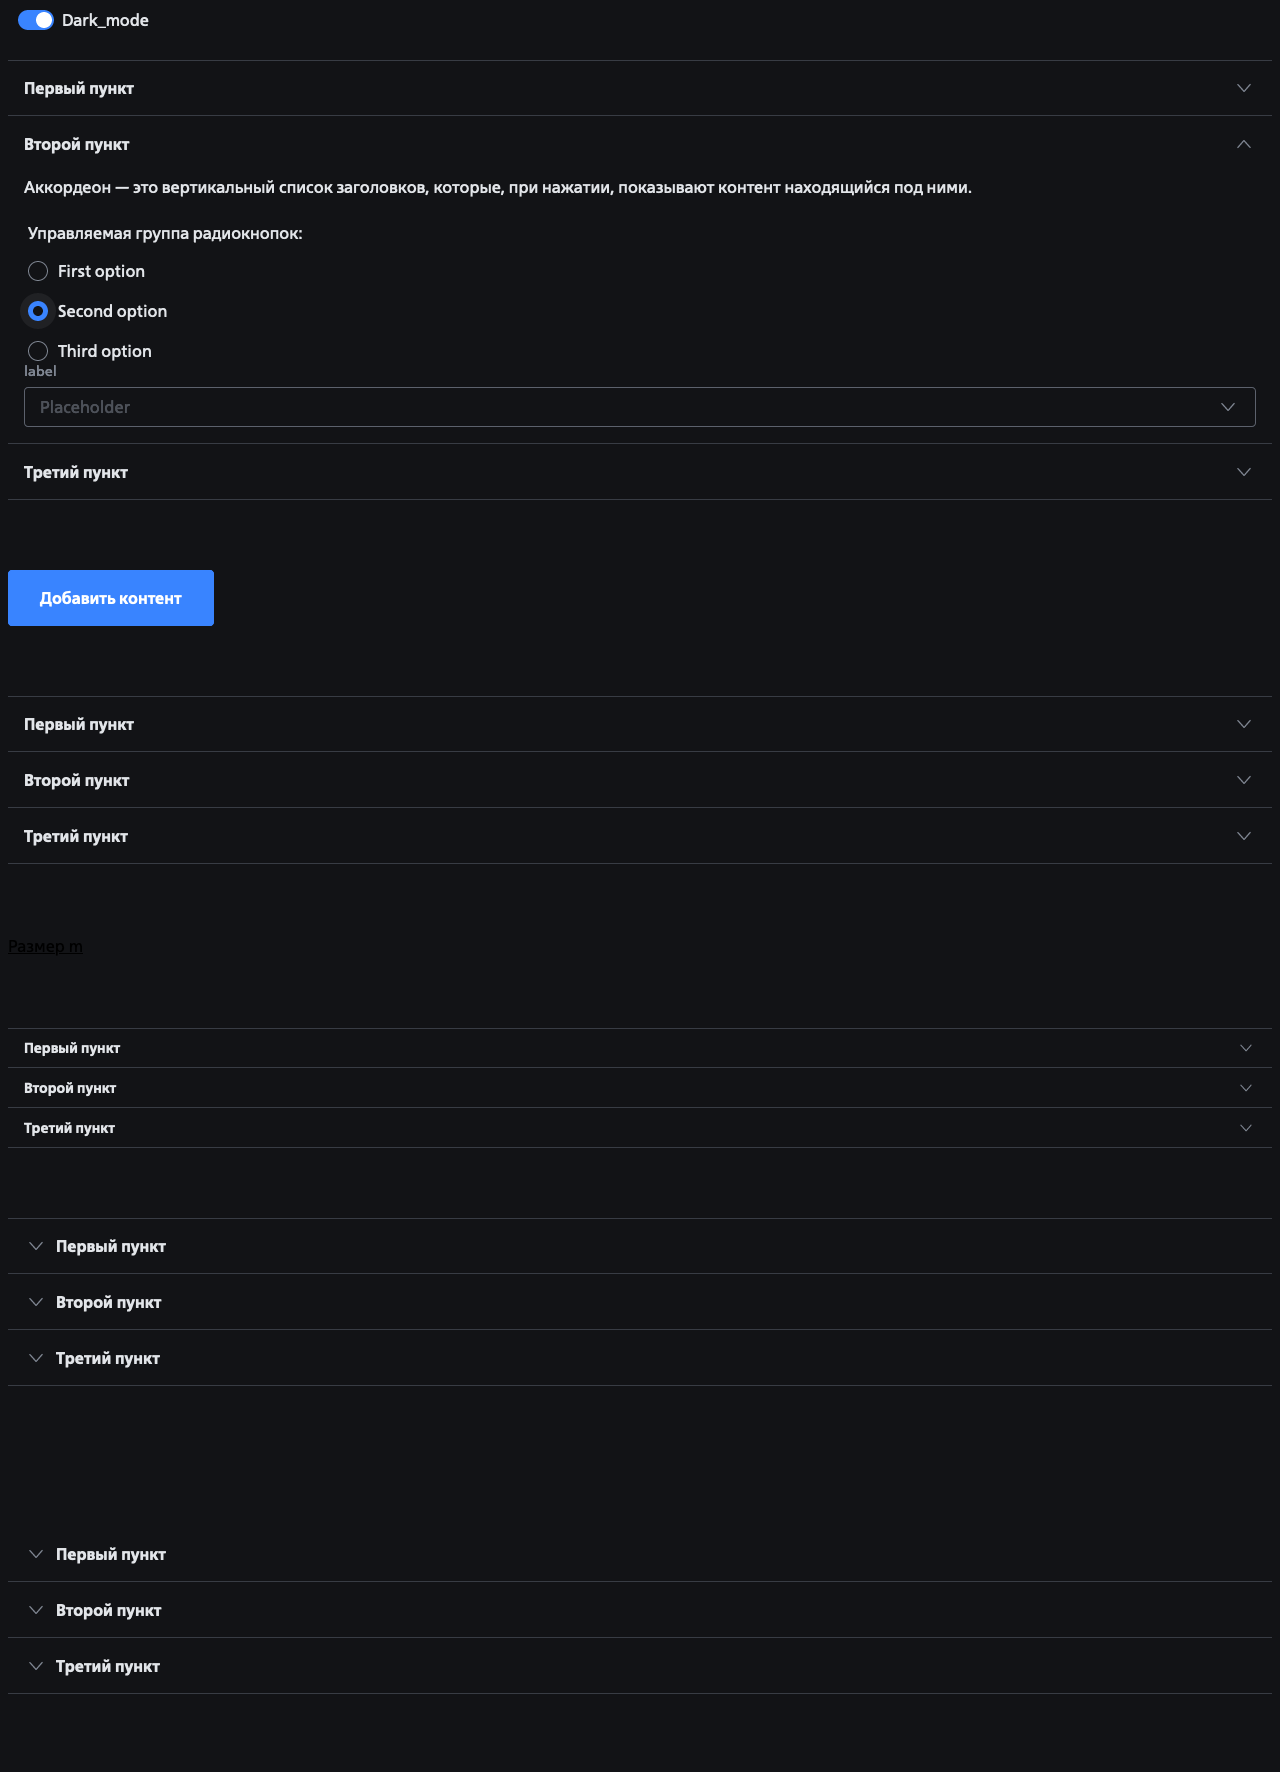 Dark_mode
Первый пункт
Второй пункт
Аккордеон — это вертикальный список заголовков, которые, при нажатии, показывают контент находящийся под ними.
Управляемая группа радиокнопок:
First option
Second option
Third option
label
Placeholder
Третий пункт
Добавить контент
Первый пункт
Второй пункт
Третий пункт
Размер m
Первый пункт
Второй пункт
Третий пункт
Первый пункт
Второй пункт
Третий пункт
Первый пункт
Второй пункт
Третий пункт